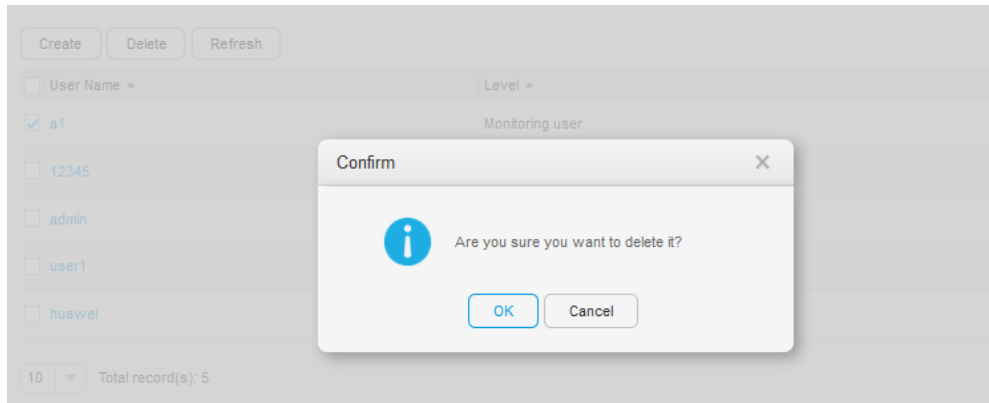 Create Delete Refresh
User Name Level
a1 Monitoring user
Confirm
12345
admin
Are you sure you want to delete it?
user1
OK Cancel
huawei
10 Total record(s): 5